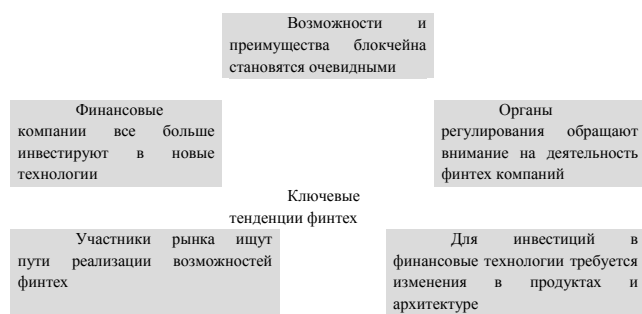 Возможности и
преимущества блокчейна
становятся очевидными
Финансовые
компании все больше
инвестируют в новые
технологии
Органы
регулирования обращают
внимание на деятельность
финтех компаний
Ключевые
тенденции финтех
Участники рынка ищут
пути реализации возможностей
финтех
Для инвестиций в
финансовые технологии требуется
изменения в продуктах и
архитектуре